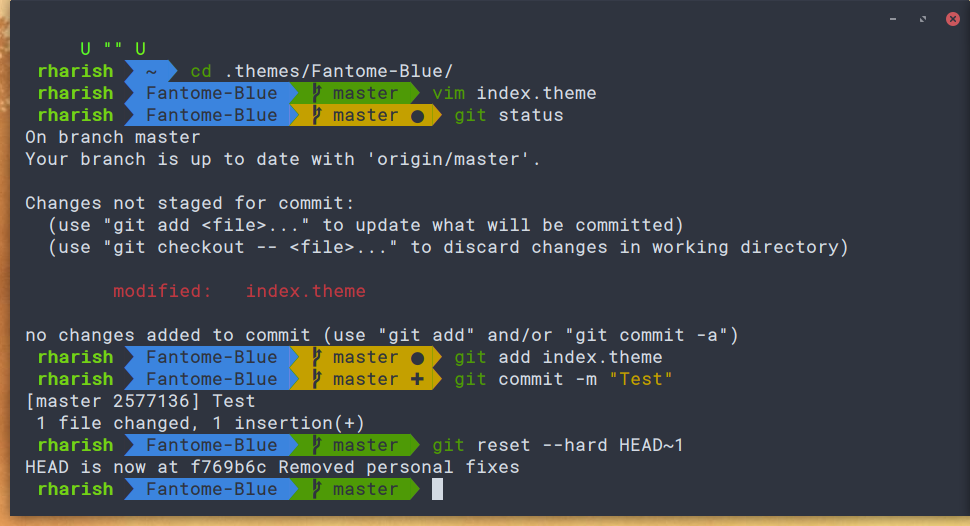 U "" U
rharish ~ cd .themes/Fantome-Blue/
rharish Fantome-Blue master vim index.theme
rharish Fantome-Blue master ● git status
On branch master
Your branch is up to date with 'origin/master'.
Changes not staged for commit:
(use "git add <file>..." to update what will be committed)
(use "git checkout -- <file>..." to discard changes in working directory)
modified: index.theme
no changes added to commit (use "git add" and/or "git commit -a")
rharish Fantome-Blue master ● git add index.theme
rharish Fantome-Blue master ✚ git commit -m "Test"
[master 2577136] Test
1 file changed, 1 insertion(+)
rharish Fantome-Blue master git reset --hard HEAD~1
HEAD is now at f769b6c Removed personal fixes
rharish Fantome-Blue master